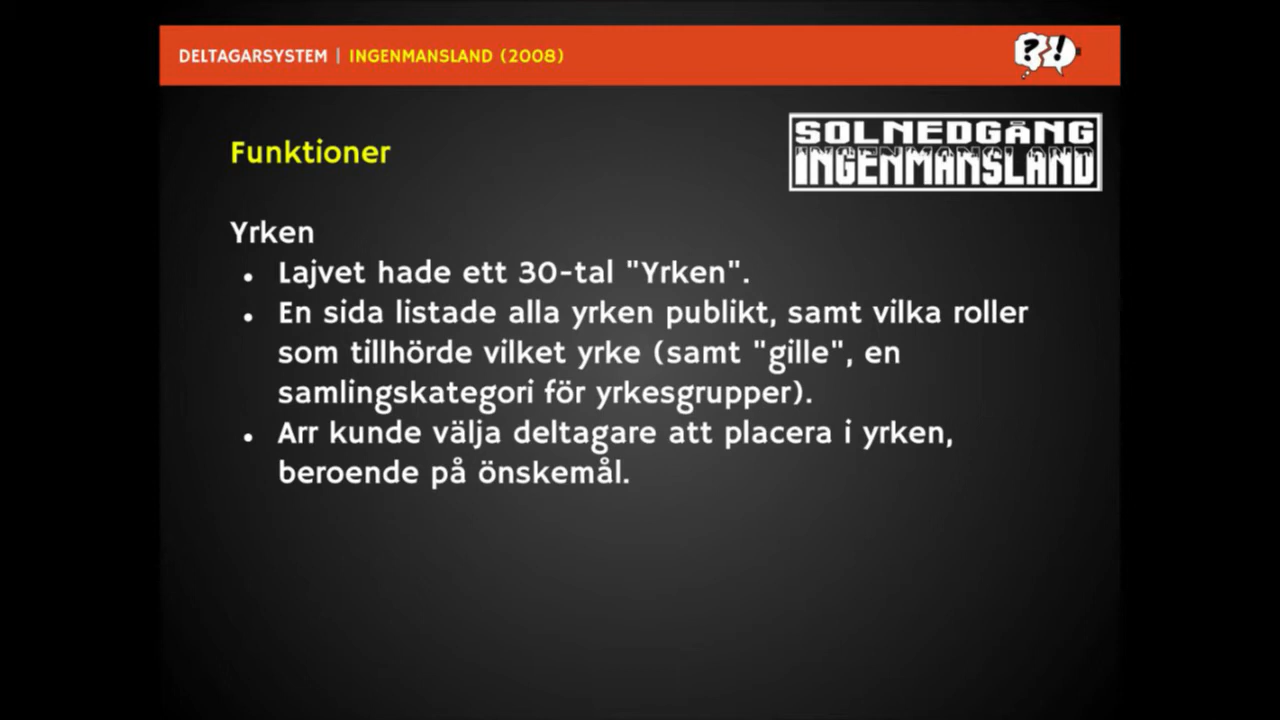 DELTAGARSYSTEM | INGENMANSLAND (2008)
?!
SOLNEDGÅNG
INGENMANSLAND
Funktioner
Yrken
• Lajvet hade ett 30-tal "Yrken".
• En sida listade alla yrken publikt, samt vilka roller
som tillhörde vilket yrke (samt "gille", en
samlingskategori för yrkesgrupper).
• Arr kunde välja deltagare att placera i yrken,
beroende på önskemål.